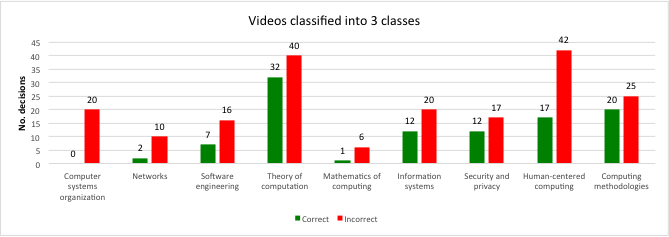 Videos classified into 3 classes
No. decisions
45
40
35
30
25
20
15
10
5
0
0 20
2 10
7 16
32 40
1 6
12 20
12 17
17 42
20 25
Computer systems organization
Networks
Software engineering
Theory of computation
Mathematics of computing
Information systems
Security and privacy
Human-centered computing
Computing methodologies
Correct Incorrect